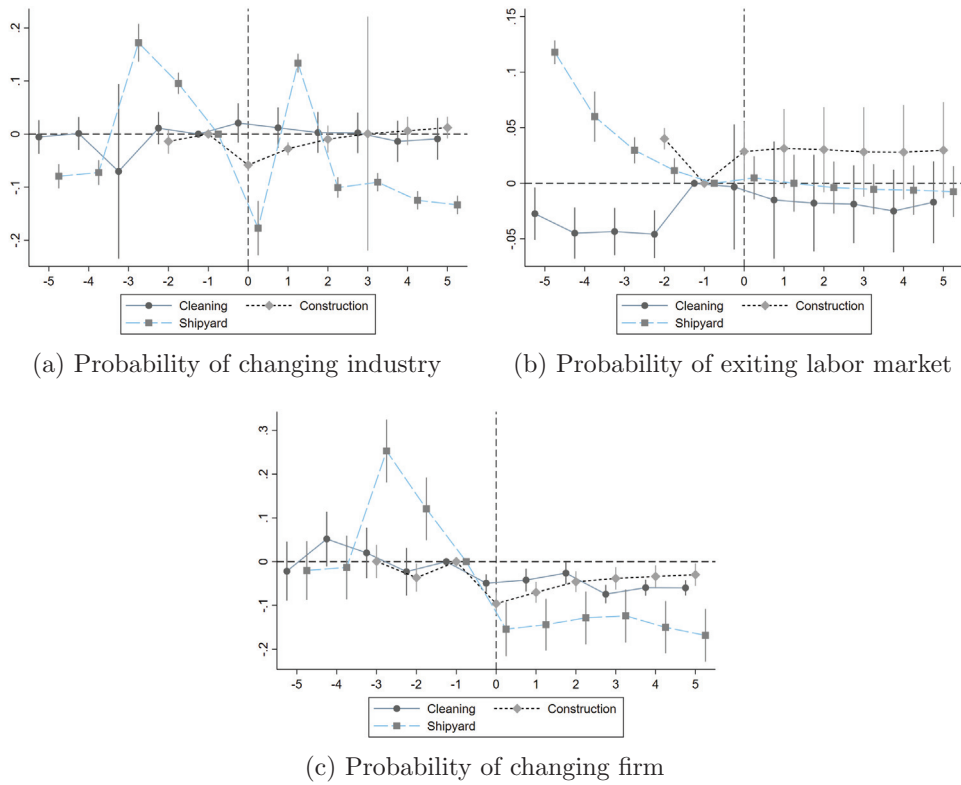 .2
.1
0
-.1
-.2
-5 -4 -3 -2 -1 0 1 2 3 4 5
Cleaning Construction
Shipyard
(a) Probability of changing industry
.15
.1
.05
0
-.05
-5 -4 -3 -2 -1 0 1 2 3 4 5
Cleaning Construction
Shipyard
(b) Probability of exiting labor market
.3
.2
.1
0
-.1
-.2
-5 -4 -3 -2 -1 0 1 2 3 4 5
Cleaning Construction
Shipyard
(c) Probability of changing firm